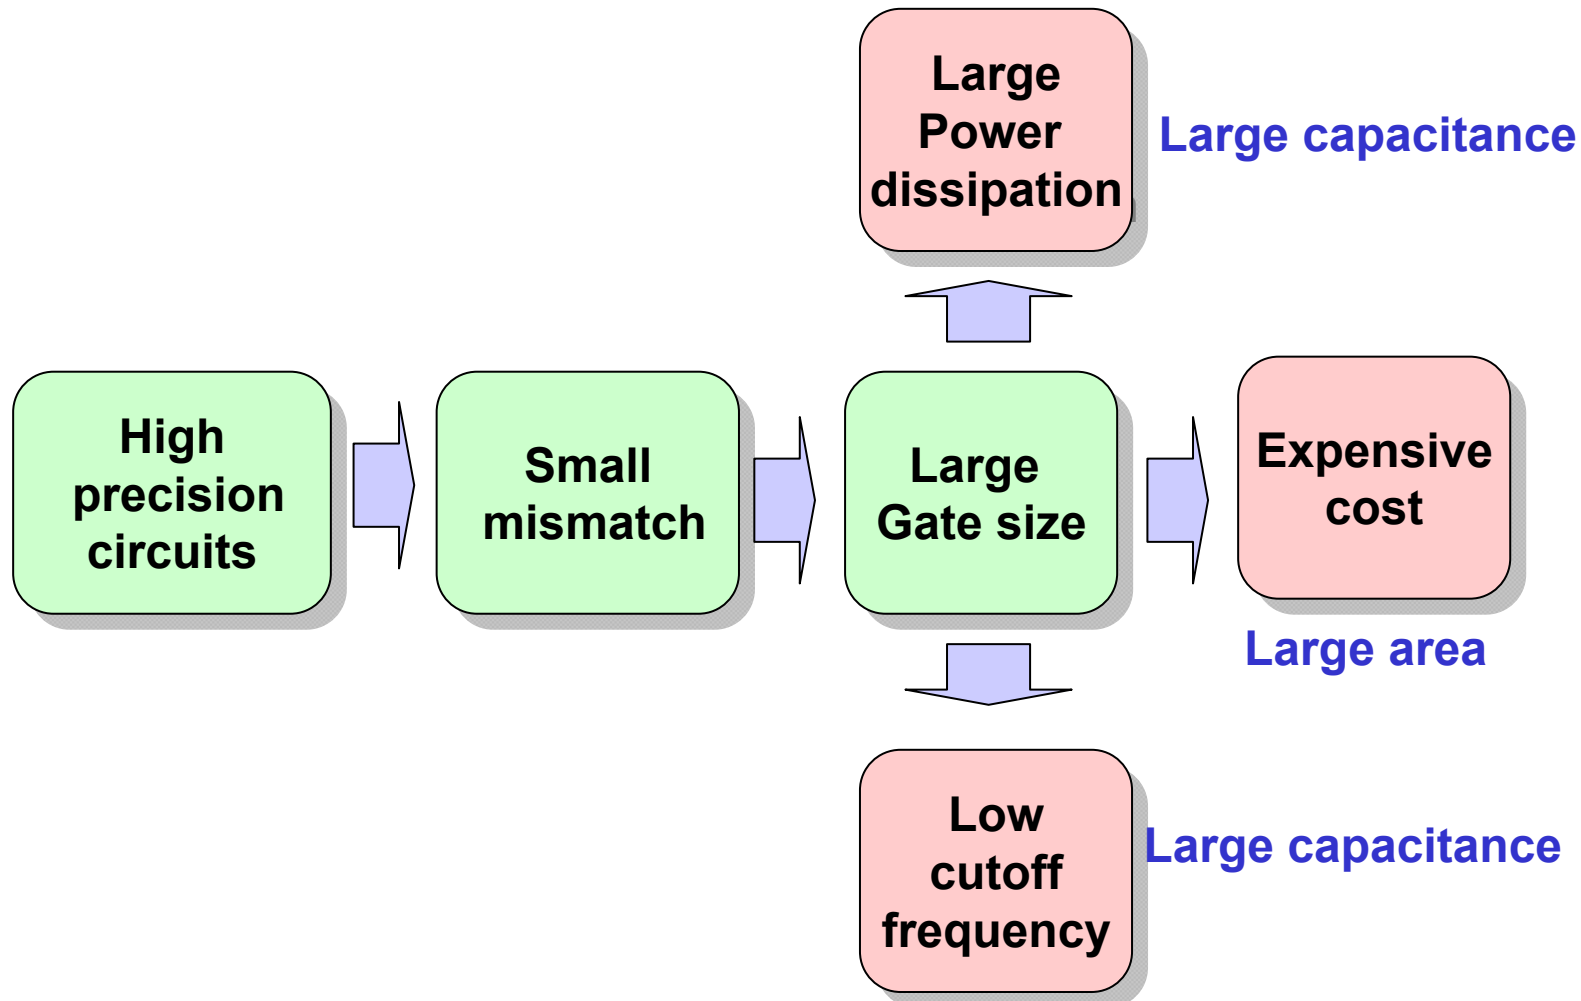 Large
Power
dissipation
Large capacitance
High
precision
circuits
Small
mismatch
Large
Gate size
Expensive
cost
Large area
Low
cutoff
frequency
Large capacitance